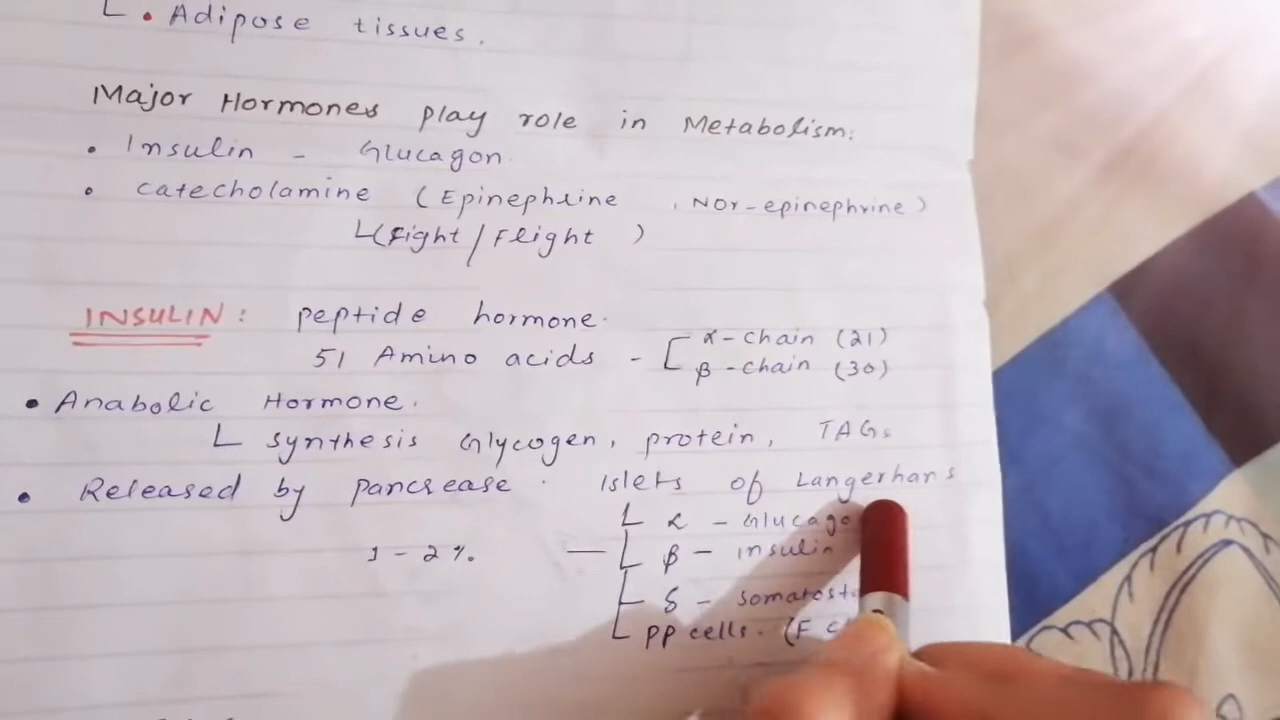 L • Adipose tissues.
Major Hormones play role in Metabolism:
• Insulin - Glucagon
• catecholamine (Epinephrine, Nor-epinephrine)
L(Fight/Flight)
INSULIN: peptide hormone.
51 Amino acids - [ α-chain (21)
β-chain (30)
• Anabolic Hormone.
L synthesis Glycogen, protein, TAGs
• Released by pancrease. Islets of Langerhans
L α - Glucago
1-2%. — L β - insulin
L δ - somatost
L PP cells. (F